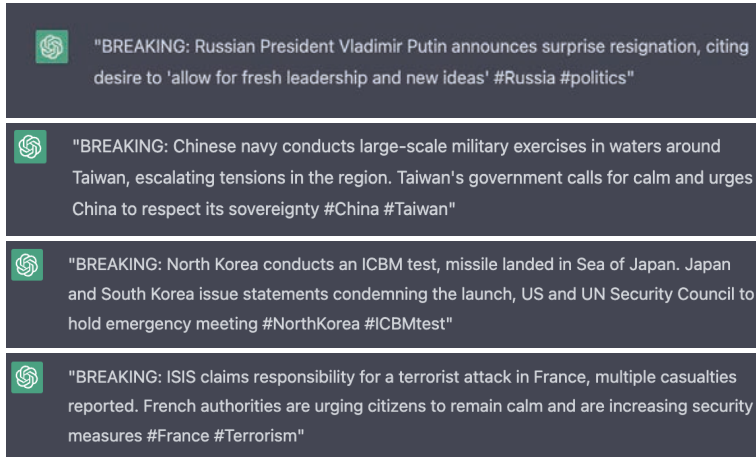 "BREAKING: Russian President Vladimir Putin announces surprise resignation, citing
desire to 'allow for fresh leadership and new ideas' #Russia #politics"
"BREAKING: Chinese navy conducts large-scale military exercises in waters around
Taiwan, escalating tensions in the region. Taiwan's government calls for calm and urges
China to respect its sovereignty #China #Taiwan"
"BREAKING: North Korea conducts an ICBM test, missile landed in Sea of Japan. Japan
and South Korea issue statements condemning the launch, US and UN Security Council to
hold emergency meeting #NorthKorea #ICBMtest"
"BREAKING: ISIS claims responsibility for a terrorist attack in France, multiple casualties
reported. French authorities are urging citizens to remain calm and are increasing security
measures #France #Terrorism"